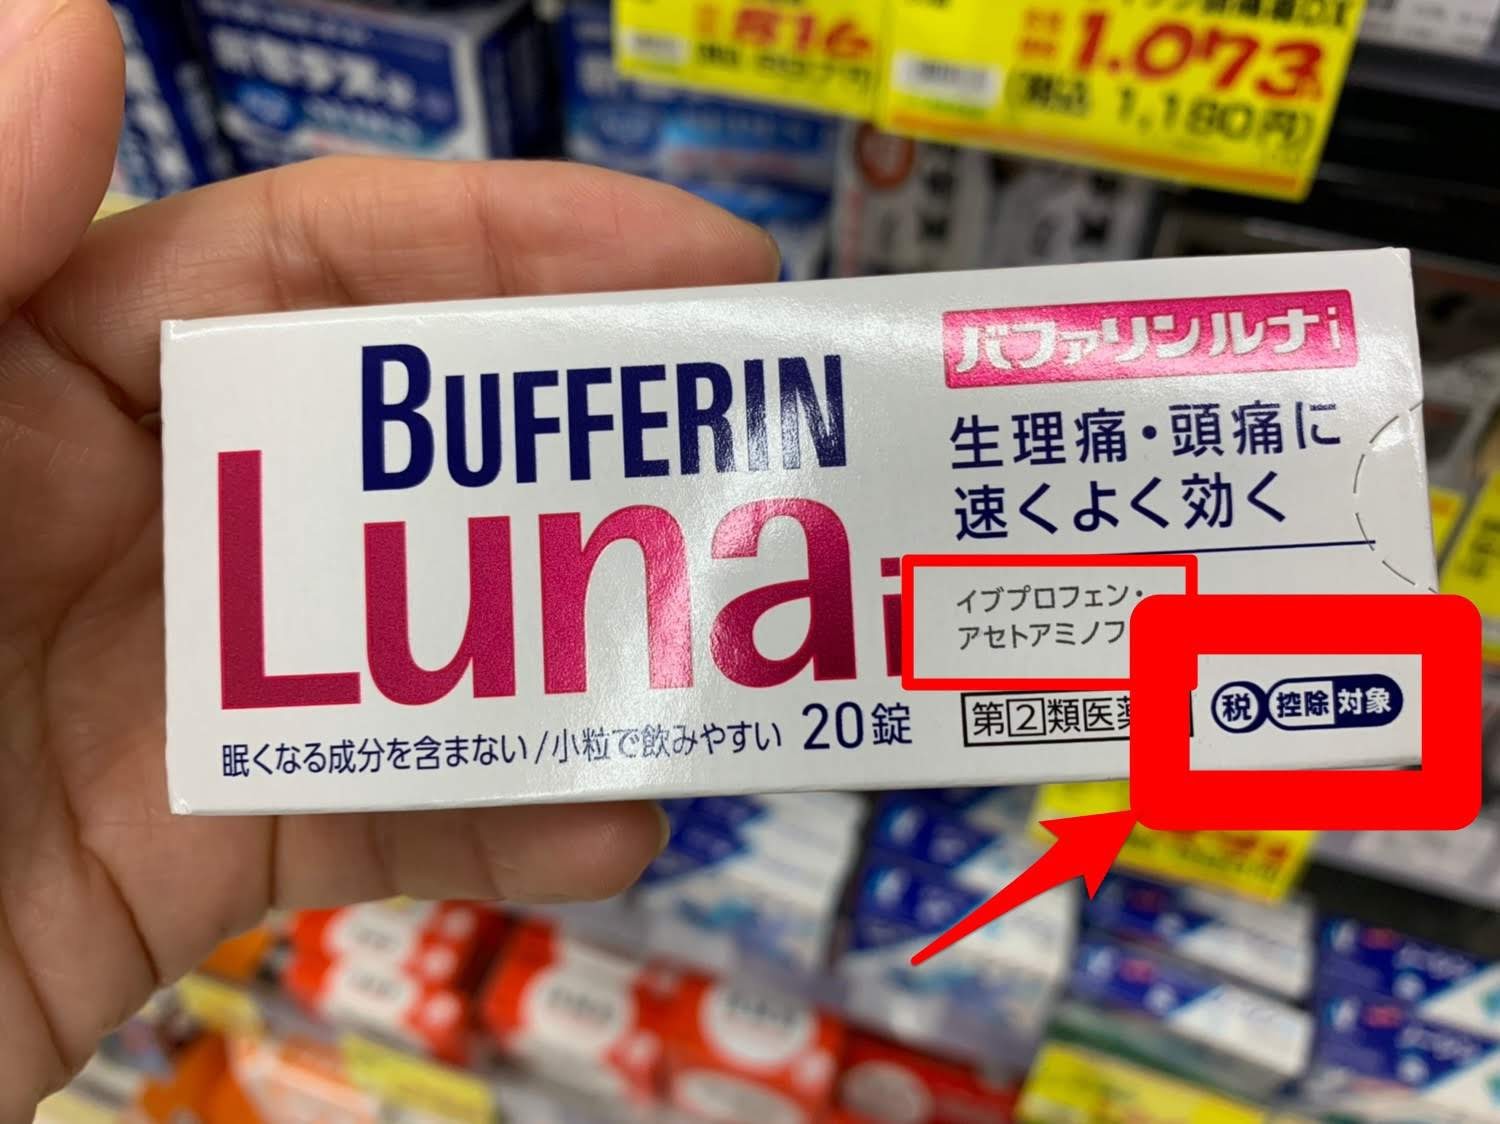 816
1.073
(税込 1,180円)
BUFFERIN
Luna i
バファリンルナi
生理痛・頭痛に
速くよく効く
イブプロフェン・
アセトアミノフ
第②類医薬
税 控除 対象
眠くなる成分を含まない/小粒で飲みやすい 20錠